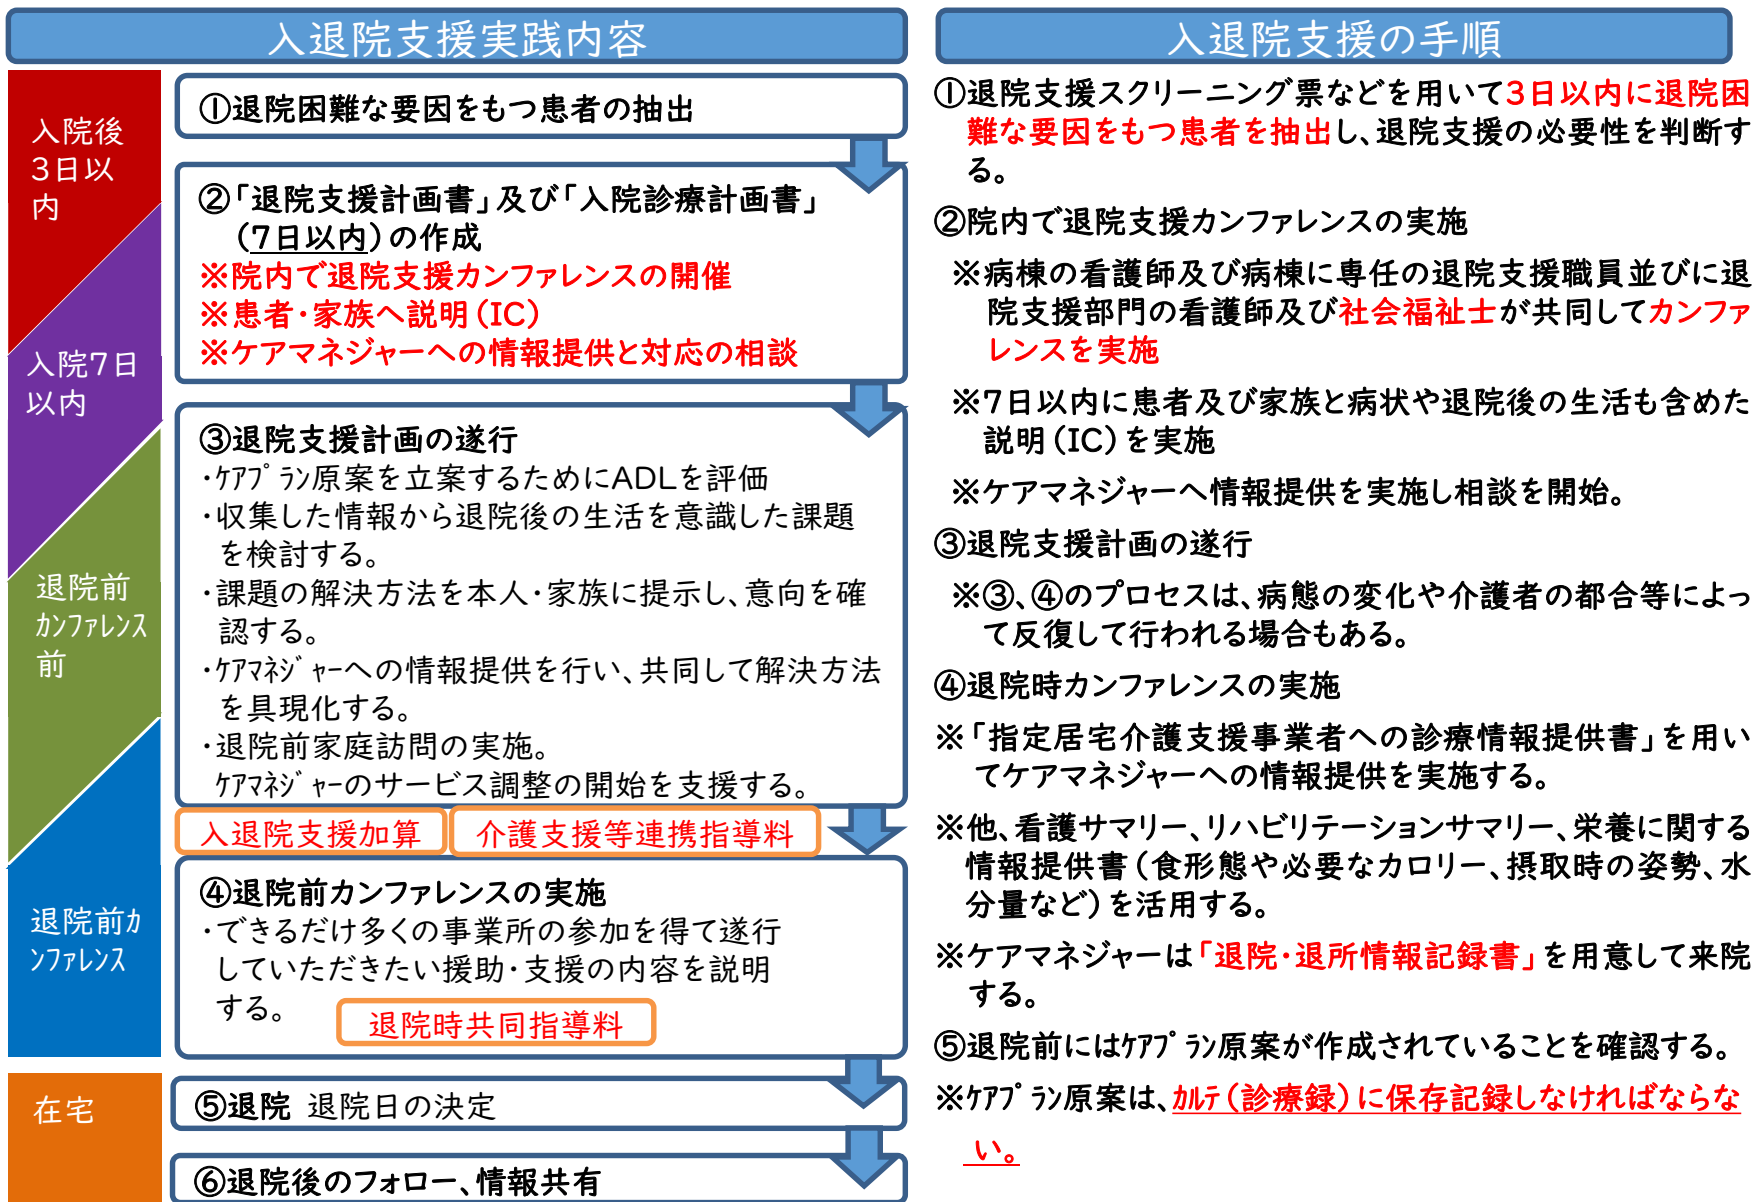 入退院支援実践内容
入院後
3日以
内
入院7日
以内
退院前
ｶﾝﾌｧﾚﾝｽ
前
退院前ｶ
ﾝﾌｧﾚﾝｽ
在宅
①退院困難な要因をもつ患者の抽出
②「退院支援計画書」及び「入院診療計画書」
（7日以内）の作成
※院内で退院支援カンファレンスの開催
※患者・家族へ説明（IC）
※ケアマネジャーへの情報提供と対応の相談
③退院支援計画の遂行
・ｹｱﾌﾟﾗﾝ原案を立案するためにADLを評価
・収集した情報から退院後の生活を意識した課題
を検討する。
・課題の解決方法を本人・家族に提示し、意向を確
認する。
・ｹｱﾏﾈｼﾞｬｰへの情報提供を行い、共同して解決方法
を具現化する。
・退院前家庭訪問の実施。
ｹｱﾏﾈｼﾞｬｰのサービス調整の開始を支援する。
入退院支援加算
介護支援等連携指導料
④退院前カンファレンスの実施
・できるだけ多くの事業所の参加を得て遂行
していただきたい援助・支援の内容を説明
する。
退院時共同指導料
⑤退院 退院日の決定
⑥退院後のフォロー、情報共有
入退院支援の手順
①退院支援スクリーニング票などを用いて3日以内に退院困
難な要因をもつ患者を抽出し、退院支援の必要性を判断す
る。
②院内で退院支援カンファレンスの実施
※病棟の看護師及び病棟に専任の退院支援職員並びに退
院支援部門の看護師及び社会福祉士が共同してカンファ
レンスを実施
※7日以内に患者及び家族と病状や退院後の生活も含めた
説明（IC）を実施
※ケアマネジャーへ情報提供を実施し相談を開始。
③退院支援計画の遂行
※③、④のプロセスは、病態の変化や介護者の都合等によっ
て反復して行われる場合もある。
④退院時カンファレンスの実施
※「指定居宅介護支援事業者への診療情報提供書」を用い
てケアマネジャーへの情報提供を実施する。
※他、看護サマリー、リハビリテーションサマリー、栄養に関する
情報提供書（食形態や必要なカロリー、摂取時の姿勢、水
分量など）を活用する。
※ケアマネジャーは「退院・退所情報記録書」を用意して来院
する。
⑤退院前にはｹｱﾌﾟﾗﾝ原案が作成されていることを確認する。
※ｹｱﾌﾟﾗﾝ原案は、ｶﾙﾃ（診療録）に保存記録しなければならな
い。